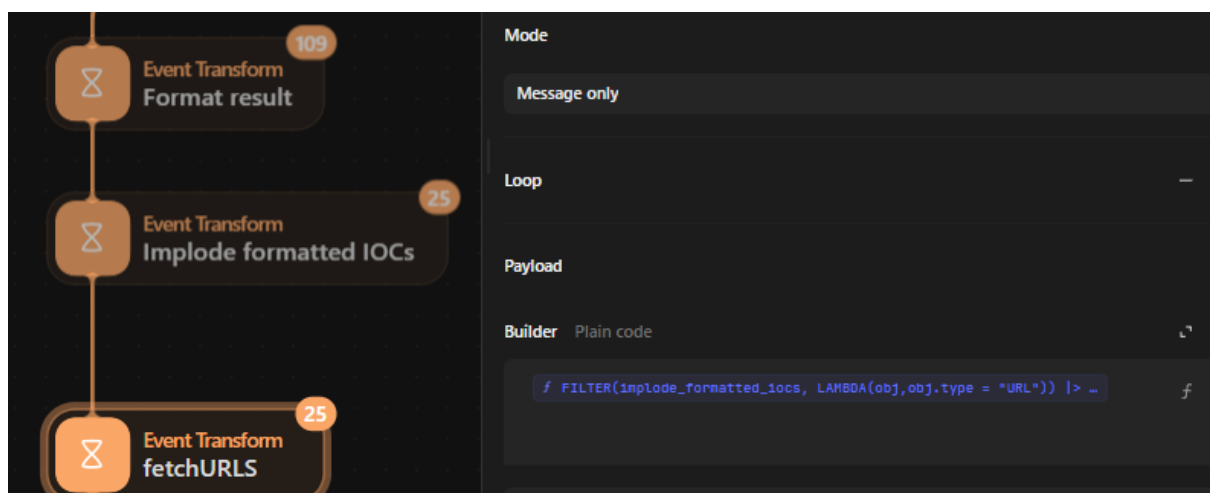 109
Event Transform
Format result
25
Event Transform
Implode formatted IOCs
25
Event Transform
fetchURLS
Mode
Message only
Loop
Payload
Builder Plain code
f FILTER(implode_formatted_iocs, LAMBDA(obj,obj.type = "URL")) |> … f